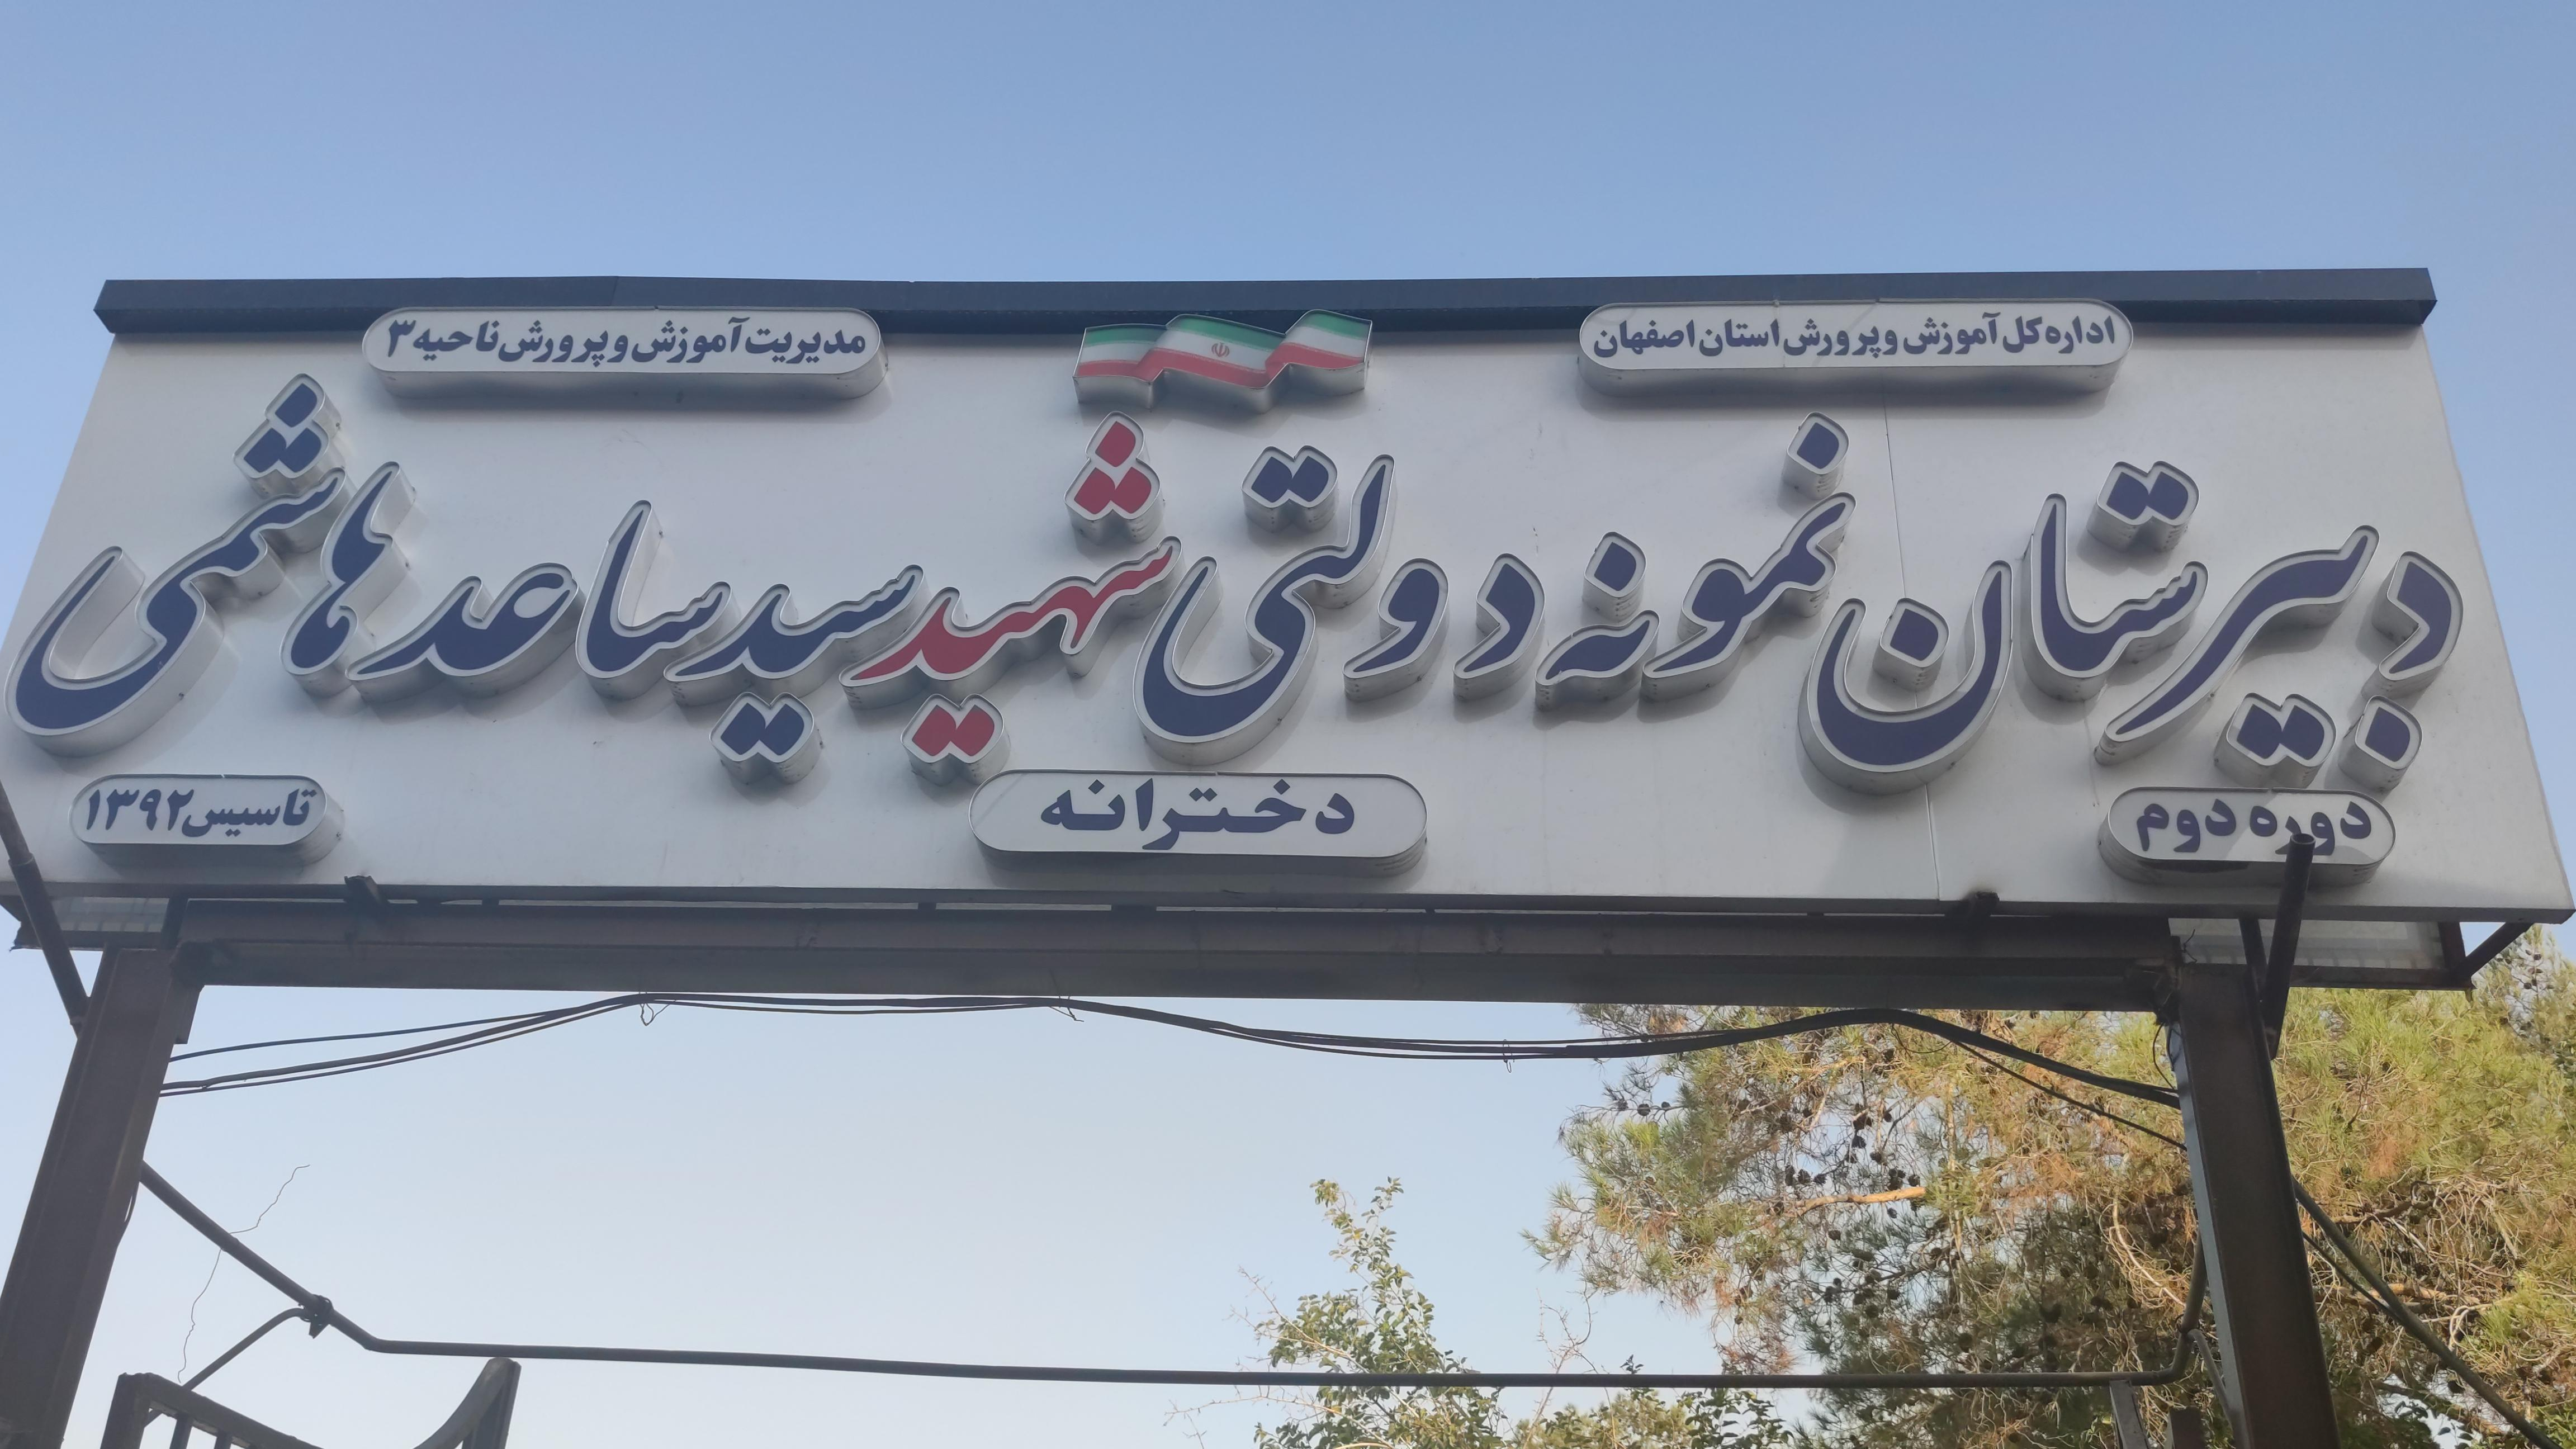 اداره کل آموزش و پرورش استان اصفهان
مدیریت آموزش و پرورش ناحیه ۳
دبیرستان نمونه دولتی شهید سید ساعد هاشمی
دوره دوم
دخترانه
تاسیس ۱۳۹۲